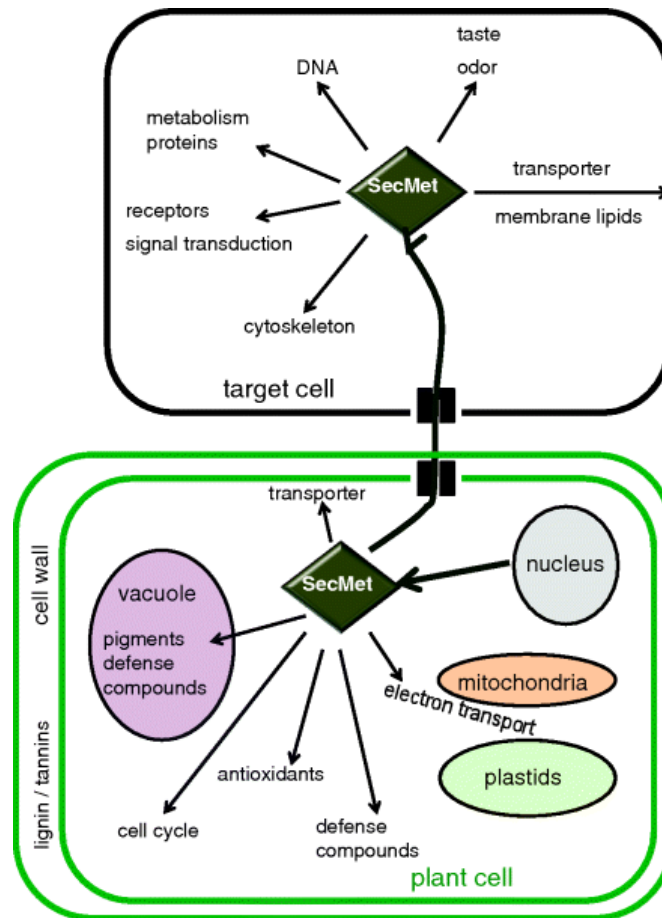 taste
DNA
odor
metabolism
proteins
SecMet
transporter
receptors
membrane lipids
signal transduction
cytoskeleton
target cell
transporter
cell wall
SecMet
nucleus
vacuole
pigments
defense
compounds
mitochondria
electron transport
lignin / tannins
antioxidants
plastids
cell cycle
defense
compounds
plant cell